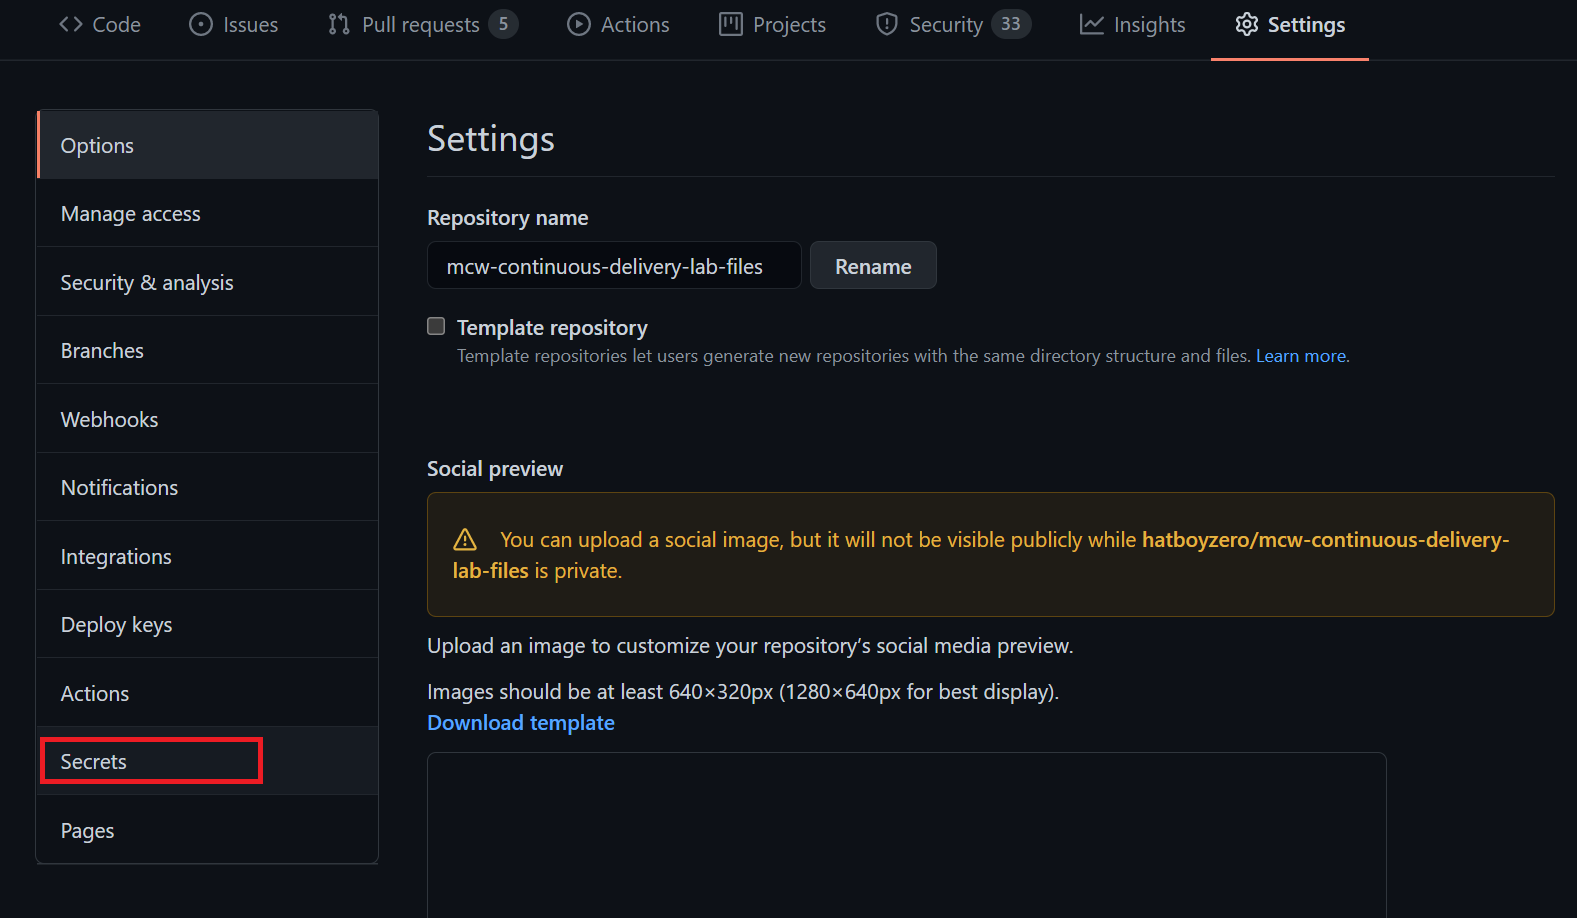 Code Issues Pull requests 5 Actions Projects Security 33 Insights Settings
Options
Manage access
Security & analysis
Branches
Webhooks
Notifications
Integrations
Deploy keys
Actions
Secrets
Pages
Settings
Repository name
mcw-continuous-delivery-lab-files Rename
Template repository
Template repositories let users generate new repositories with the same directory structure and files. Learn more.
Social preview
You can upload a social image, but it will not be visible publicly while hatboyzero/mcw-continuous-delivery-
lab-files is private.
Upload an image to customize your repository’s social media preview.
Images should be at least 640×320px (1280×640px for best display).
Download template